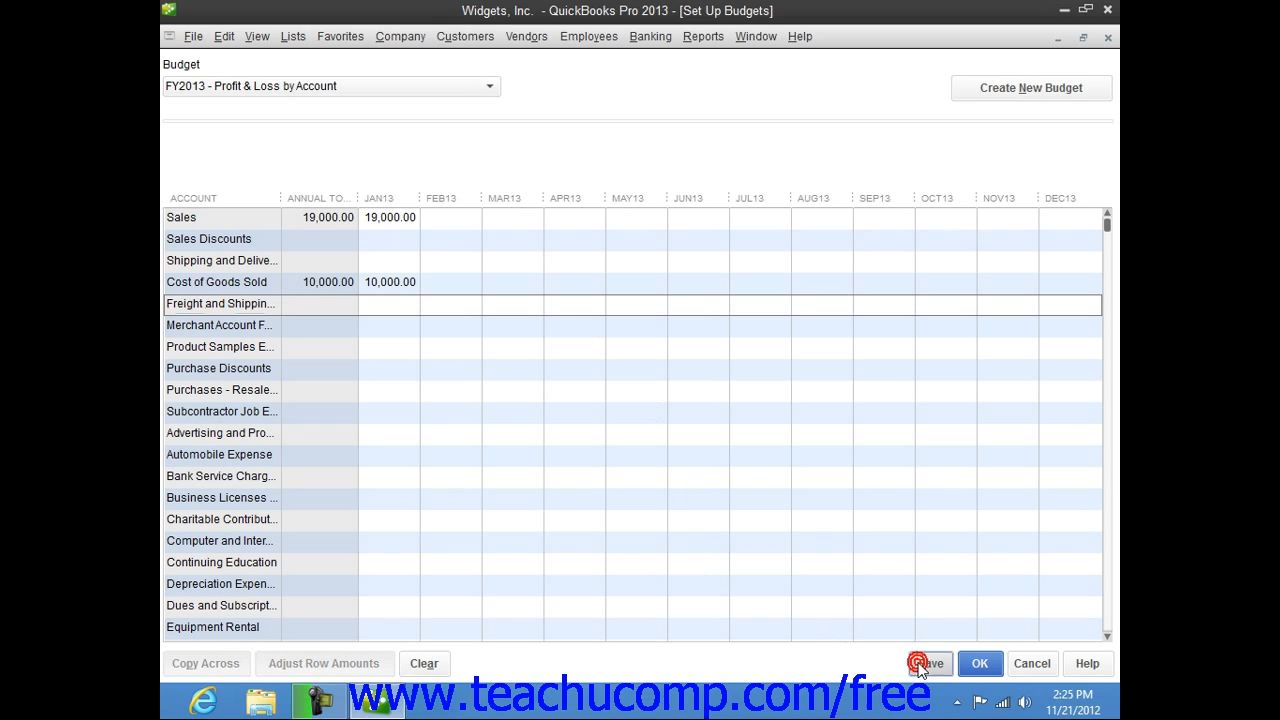 Widgets, Inc. - QuickBooks Pro 2013 - [Set Up Budgets]
File Edit View Lists Favorites Company Customers Vendors Employees Banking Reports Window Help
Budget
FY2013 - Profit & Loss by Account
Create New Budget
ACCOUNT ANNUAL TO... JAN13 FEB13 MAR13 APR13 MAY13 JUN13 JUL13 AUG13 SEP13 OCT13 NOV13 DEC13
Sales 19,000.00 19,000.00
Sales Discounts
Shipping and Delive...
Cost of Goods Sold 10,000.00 10,000.00
Freight and Shippin...
Merchant Account F...
Product Samples E...
Purchase Discounts
Purchases - Resale...
Subcontractor Job E...
Advertising and Pro...
Automobile Expense
Bank Service Charg...
Business Licenses ...
Charitable Contribut...
Computer and Inter...
Continuing Education
Depreciation Expen...
Dues and Subscript...
Equipment Rental
Copy Across Adjust Row Amounts Clear OK Cancel Help
www.teachucomp.com/free
2:25 PM
11/21/2012